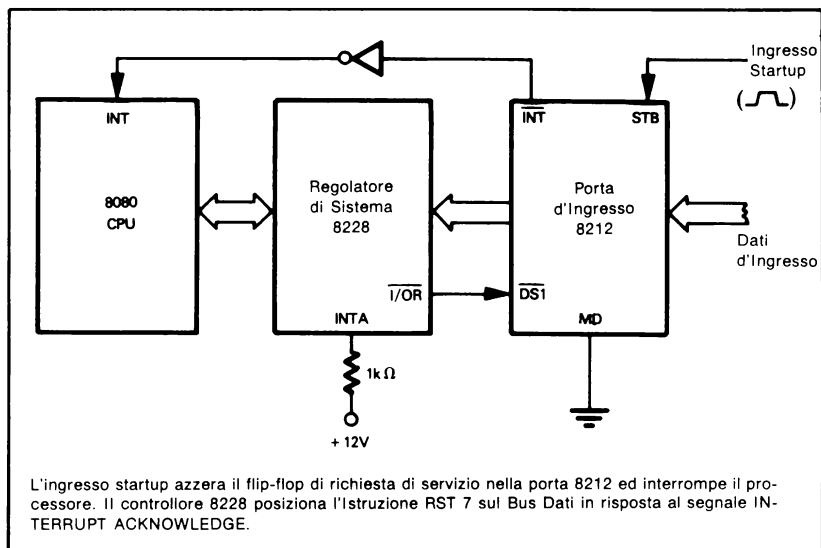 Ingresso
Startup
INT
INT
STB
8080
CPU
Regolatore
di Sistema
8228
Porta
d'Ingresso
8212
Dati
d'Ingresso
I/OR
DS1
INTA
MD
1k Ω
+ 12V
L'ingresso startup azzera il flip-flop di richiesta di servizio nella porta 8212 ed interrompe il pro-
cessore. Il controllore 8228 posiziona l'Istruzione RST 7 sul Bus Dati in risposta al segnale IN-
TERRUPT ACKNOWLEDGE.